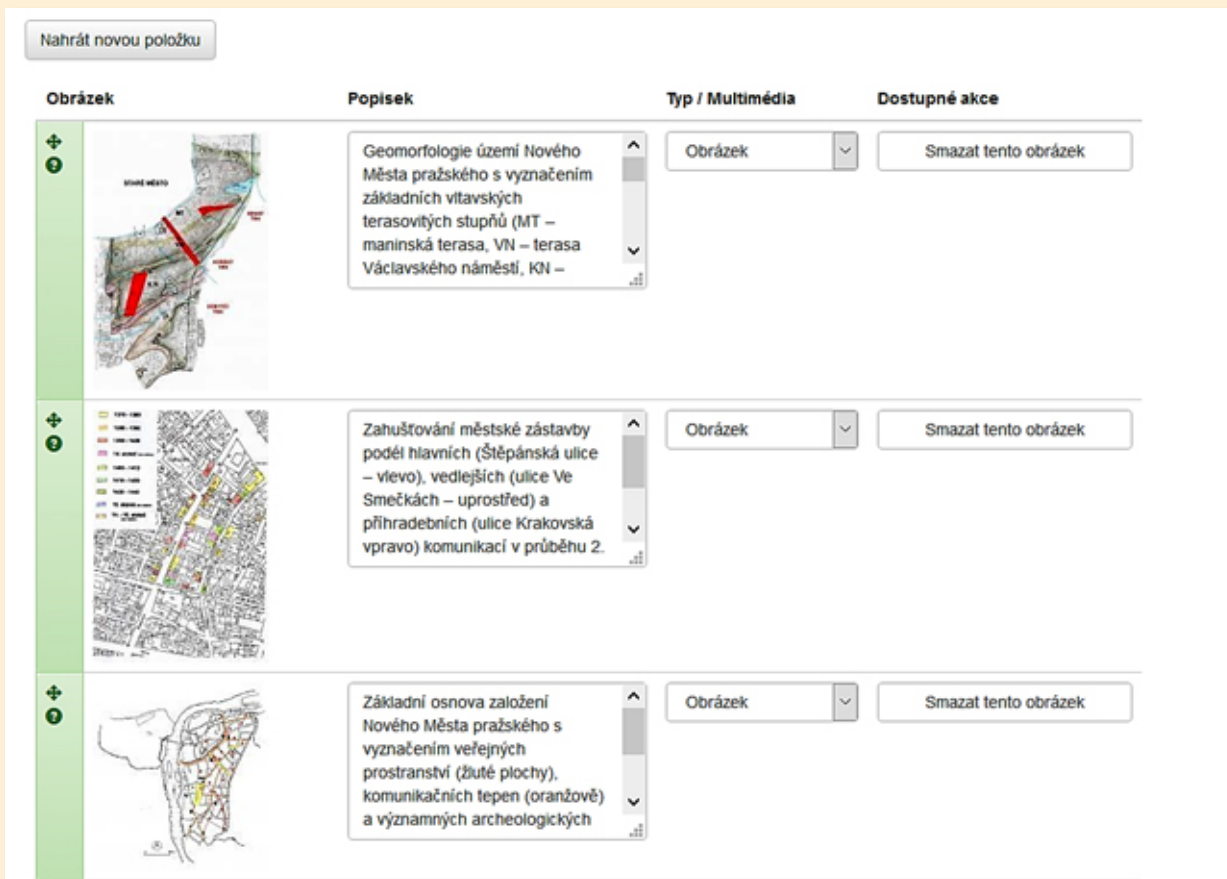 Nahrát novou položku
Obrázek Popisek Typ / Multimédia Dostupné akce
Geomorfologie území Nového
Města pražského s vyznačením
základních vltavských
terasovitých stupňů (MT –
maninská terasa, VN – terasa
Václavského náměstí, KN –
Obrázek
Smazat tento obrázek
STARÉ MĚSTO
MT
Zahušťování městské zástavby
podél hlavních (Štěpánská ulice
– vlevo), vedlejších (ulice Ve
Smečkách – uprostřed) a
příhradebních (ulice Krakovská
vpravo) komunikací v průběhu 2.
Obrázek
Smazat tento obrázek
Základní osnova založení
Nového Města pražského s
vyznačením veřejných
prostranství (žluté plochy),
komunikačních tepen (oranžově)
a významných archeologických
Obrázek
Smazat tento obrázek